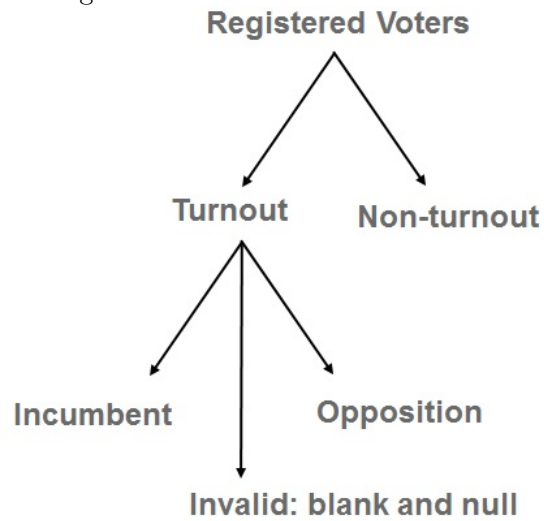 Registered Voters
Turnout
Non-turnout
Incumbent
Opposition
Invalid: blank and null